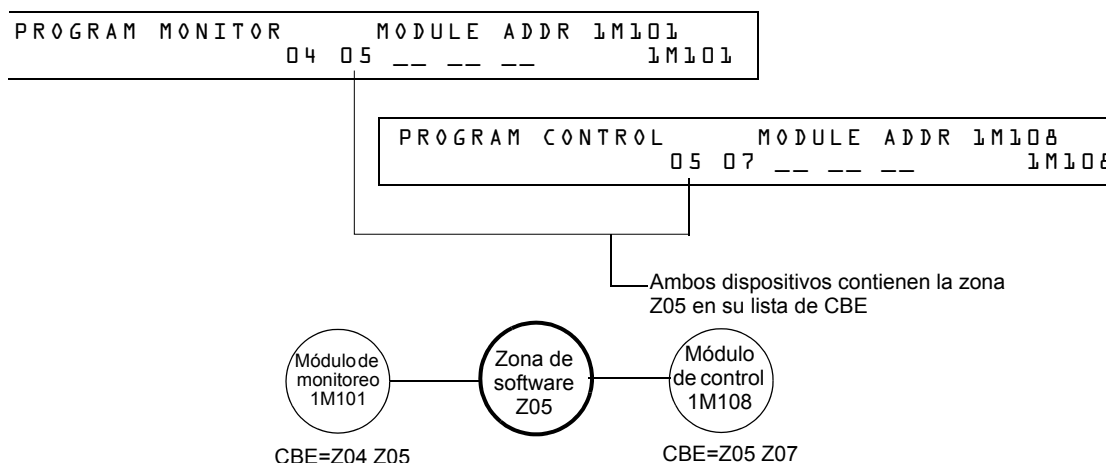 PROGRAM MONITOR MODULE ADDR 1M101
04 05 __ __ __ 1M101
PROGRAM CONTROL MODULE ADDR 1M108
05 07 __ __ __ 1M108
Ambos dispositivos contienen la zona
Z05 en su lista de CBE
Módulo de
monitoreo
1M101
Zona de
software
Z05
Módulo
de control
1M108
CBE=Z04 Z05
CBE=Z05 Z07